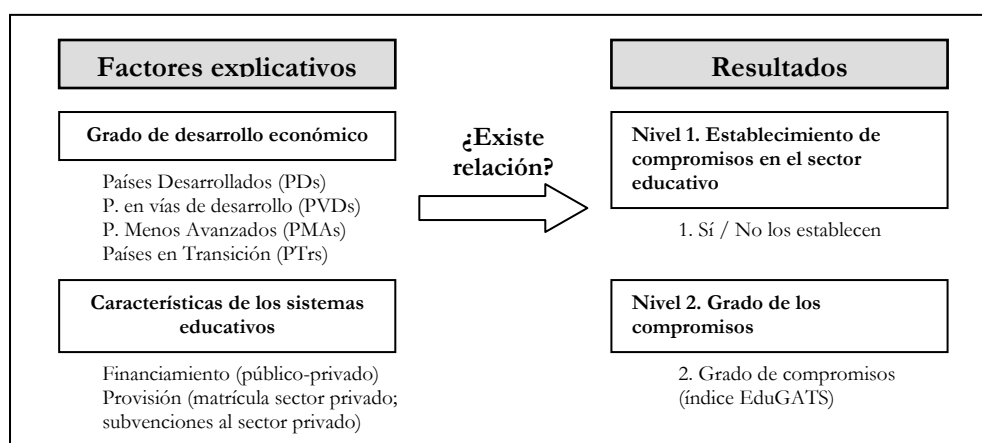 Factores explicativos
Grado de desarrollo económico
Países Desarrollados (PDs)
P. en vías de desarrollo (PVDs)
P. Menos Avanzados (PMAs)
Países en Transición (PTrs)
Característicias de los sistemas
educativos
Financiamiento (público-privado)
Provisión (matrícula sector privado;
subvenciones al sector privado)
¿Existe
relación?
Resultados
Nivel 1. Establecimiento de
compromisos en el sector
educativo
1. Sí / No los establecen
Nivel 2. Grado de los
compromisos
2. Grado de compromisos
(índice EduGATS)